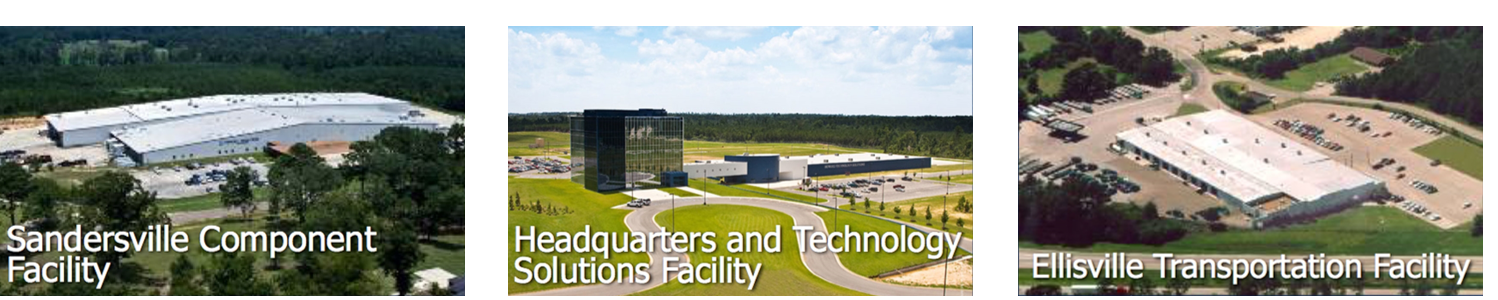 Sandersville Component
Facility
Headquarters and Technology
Solutions Facility
Ellisville Transportation Facility